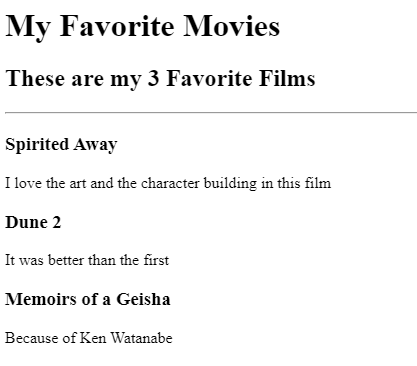 My Favorite Movies
These are my 3 Favorite Films
Spirited Away
I love the art and the character building in this film
Dune 2
It was better than the first
Memoirs of a Geisha
Because of Ken Watanabe